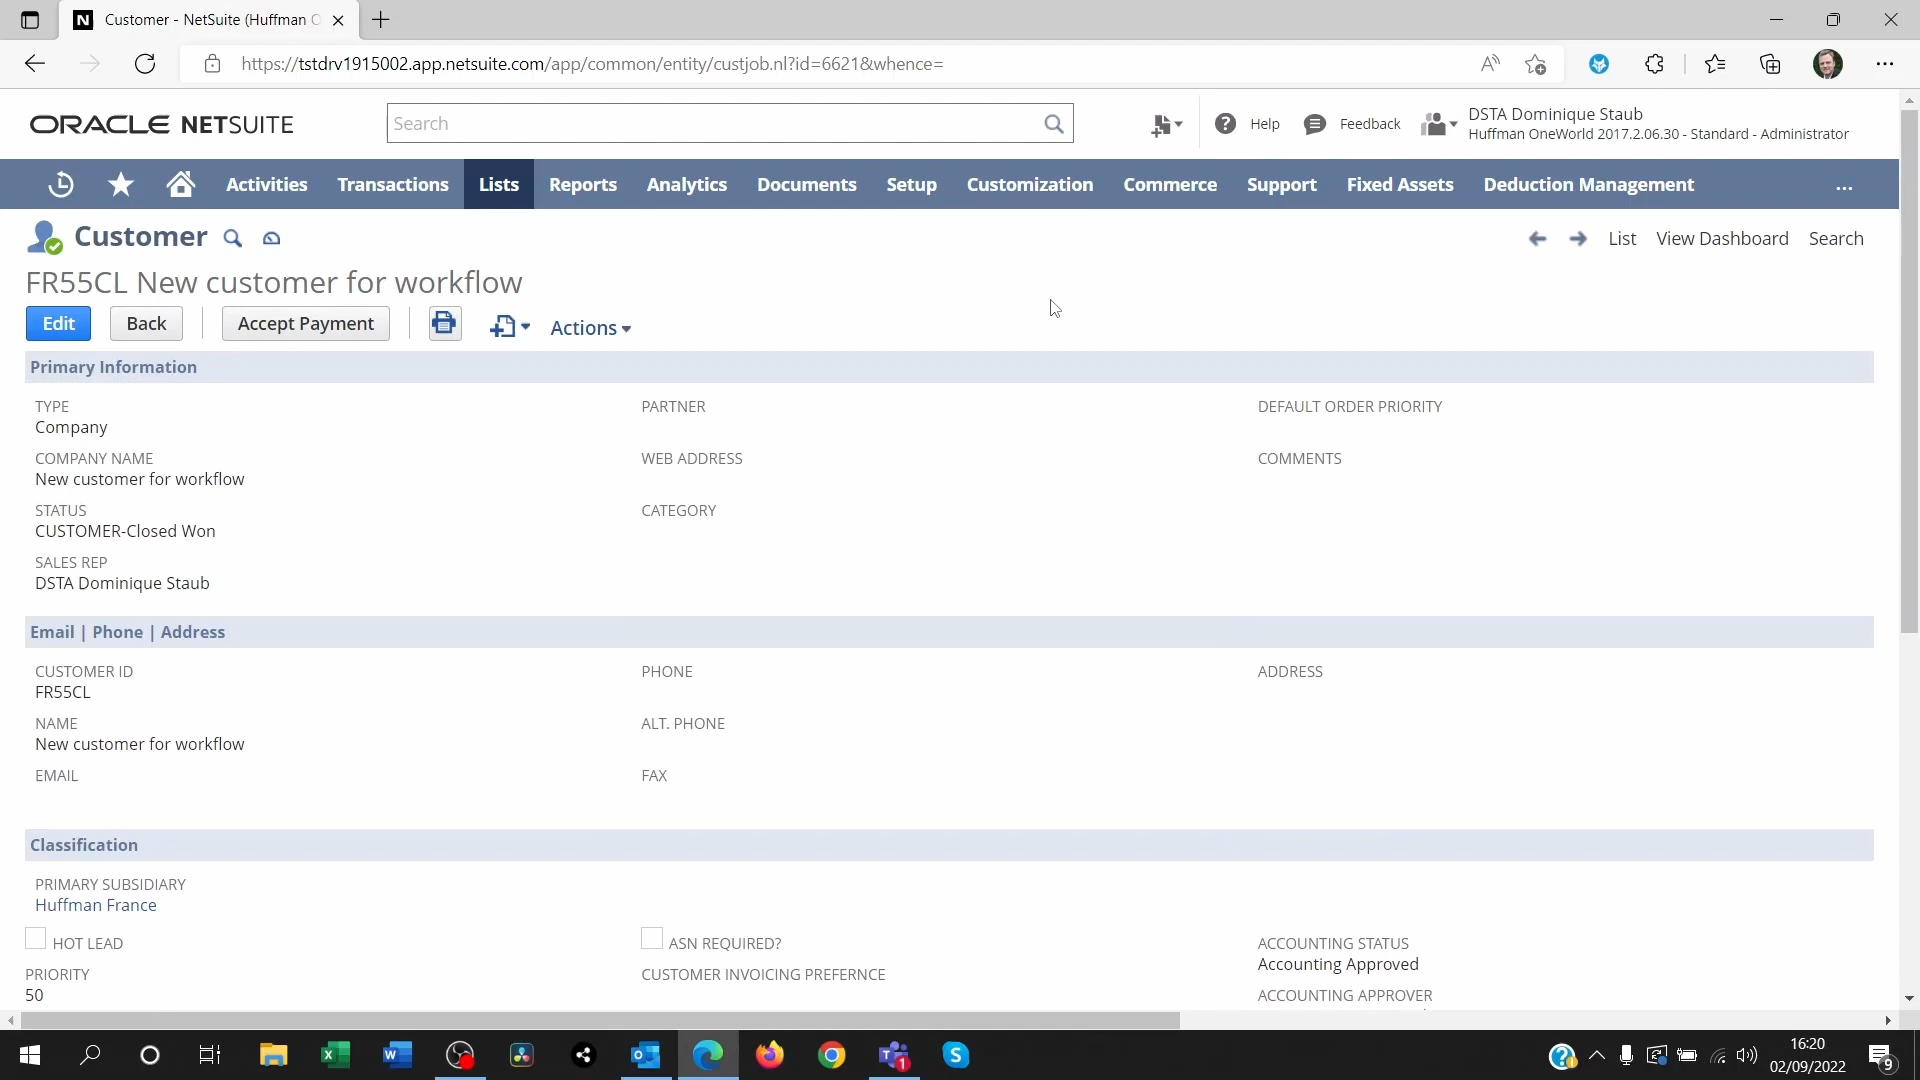 Customer - NetSuite (Huffman O
https://tstdrv1915002.app.netsuite.com/app/common/entity/custjob.nl?id=6621&whence=
ORACLE NETSUITE
Search
Help
Feedback
DSTA Dominique Staub
Huffman OneWorld 2017.2.06.30 - Standard - Administrator
Activities Transactions Lists Reports Analytics Documents Setup Customization Commerce Support Fixed Assets Deduction Management ...
Customer
List View Dashboard Search
FR55CL New customer for workflow
Edit Back Accept Payment Actions
Primary Information
TYPE
Company
COMPANY NAME
New customer for workflow
STATUS
CUSTOMER-Closed Won
SALES REP
DSTA Dominique Staub
PARTNER
WEB ADDRESS
CATEGORY
DEFAULT ORDER PRIORITY
COMMENTS
Email | Phone | Address
CUSTOMER ID
FR55CL
NAME
New customer for workflow
EMAIL
PHONE
ALT. PHONE
FAX
ADDRESS
Classification
PRIMARY SUBSIDIARY
Huffman France
HOT LEAD
PRIORITY
50
ASN REQUIRED?
CUSTOMER INVOICING PREFERNCE
ACCOUNTING STATUS
Accounting Approved
ACCOUNTING APPROVER
16:20
02/09/2022
1
9